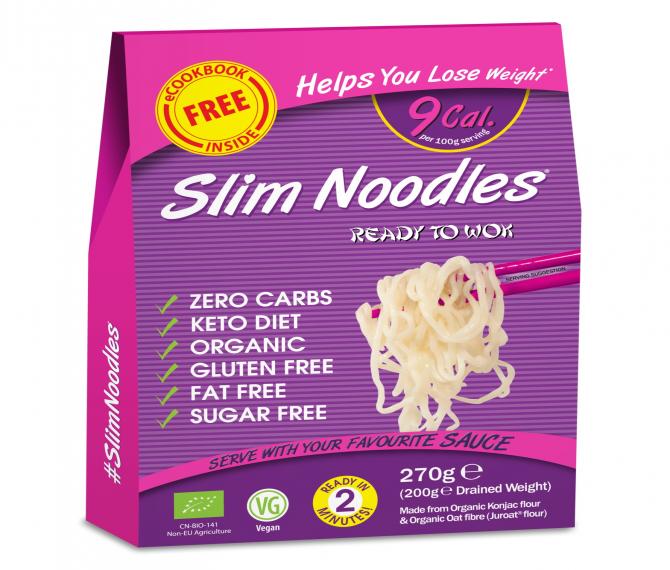 eCOOKBOOK
FREE
INSIDE
Helps You Lose Weight*
9 Cal.
per 100g serving
Slim Noodles®
READY TO WOK
SERVING SUGGESTION
ZERO CARBS
KETO DIET
ORGANIC
GLUTEN FREE
FAT FREE
SUGAR FREE
SERVE WITH YOUR FAVOURITE SAUCE
#SlimNoodles
CN-BIO-141
Non-EU Agriculture
VG
Vegan
READY IN
2
MINUTES!
270g ℮
(200g ℮ Drained Weight)
Made from Organic Konjac flour
& Organic Oat fibre (Juroat® flour)